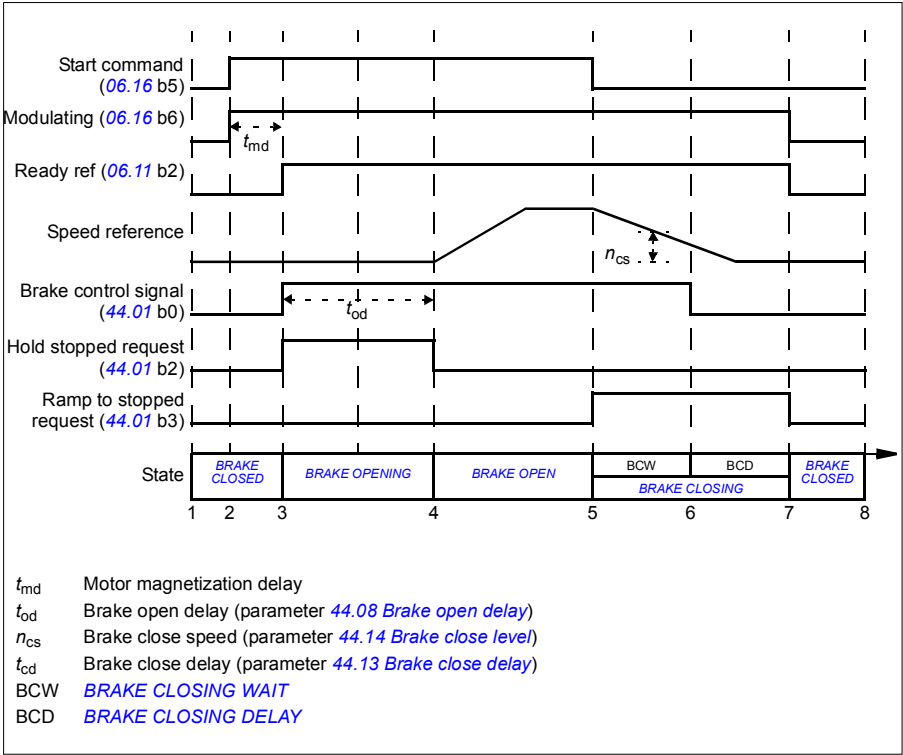 Start command
(06.16 b5)
Modulating (06.16 b6)
tmd
Ready ref (06.11 b2)
Speed reference
ncs
Brake control signal
(44.01 b0)
tod
Hold stopped request
(44.01 b2)
Ramp to stopped
request (44.01 b3)
State
BRAKE
CLOSED
BRAKE OPENING
BRAKE OPEN
BCW
BCD
BRAKE CLOSING
BRAKE
CLOSED
1 2 3 4 5 6 7 8
tmd Motor magnetization delay
tod Brake open delay (parameter 44.08 Brake open delay)
ncs Brake close speed (parameter 44.14 Brake close level)
tcd Brake close delay (parameter 44.13 Brake close delay)
BCW BRAKE CLOSING WAIT
BCD BRAKE CLOSING DELAY